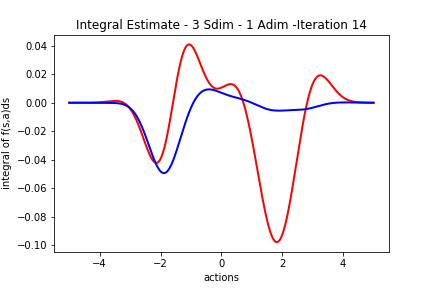 Integral Estimate - 3 Sdim - 1 Adim -Iteration 14
integral of f(s,a)ds
0.04
0.02
0.00
−0.02
−0.04
−0.06
−0.08
−0.10
−4 −2 0 2 4
actions